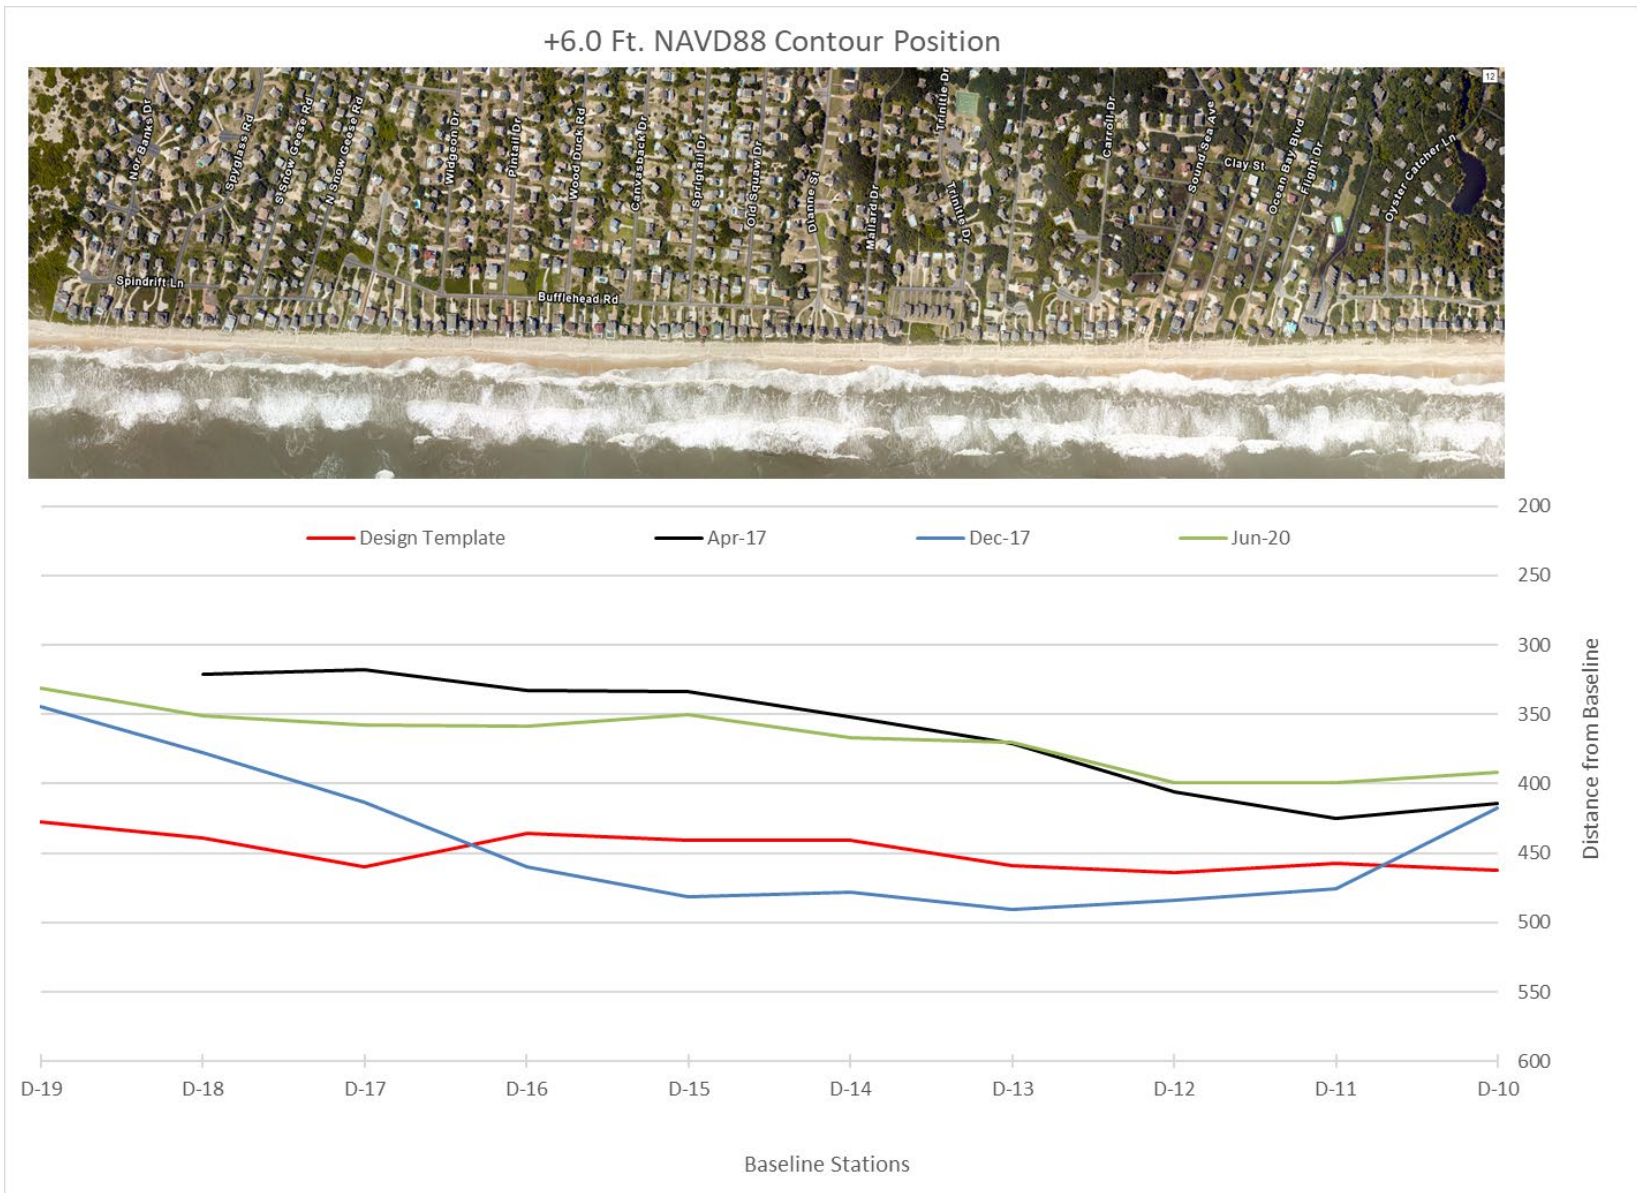 +6.0 Ft. NAVD88 Contour Position
12
Nor Banks Dr
Spyglass Rd
S Snow Geese Rd
N Snow Geese Rd
Widgeon Dr
Pintail Dr
Wood Duck Rd
Canvasback Dr
Sprigtail Dr
Old Squaw Dr
Dianne St
Mallard Dr
Trinitie Dr
Trinitie Dr
Carroll Dr
Sound Sea Ave
Clay St
Ocean Bay Blvd
Flight Dr
Oyster Catcher Ln
Spindrift Ln
Bufflehead Rd
Design Template Apr-17 Dec-17 Jun-20
200
250
300
350
400
450
500
550
600
Distance from Baseline
D-19 D-18 D-17 D-16 D-15 D-14 D-13 D-12 D-11 D-10
Baseline Stations